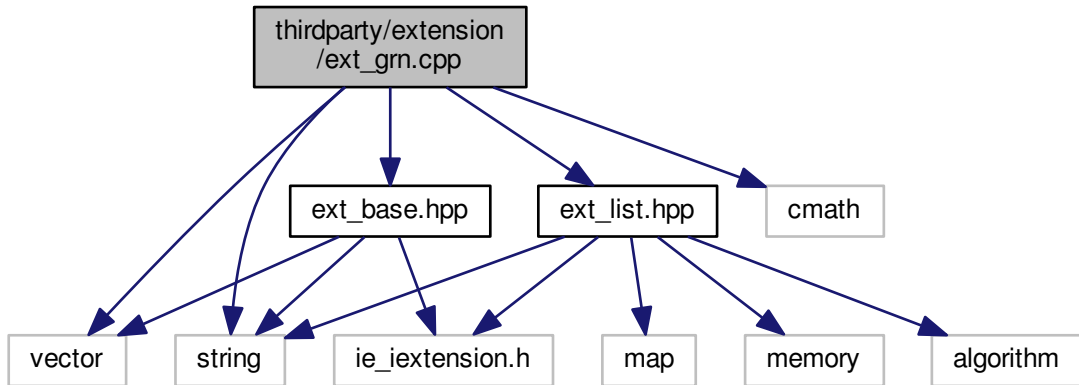 thirdparty/extension
/ext_grn.cpp
ext_base.hpp
ext_list.hpp
cmath
vector
string
ie_iextension.h
map
memory
algorithm